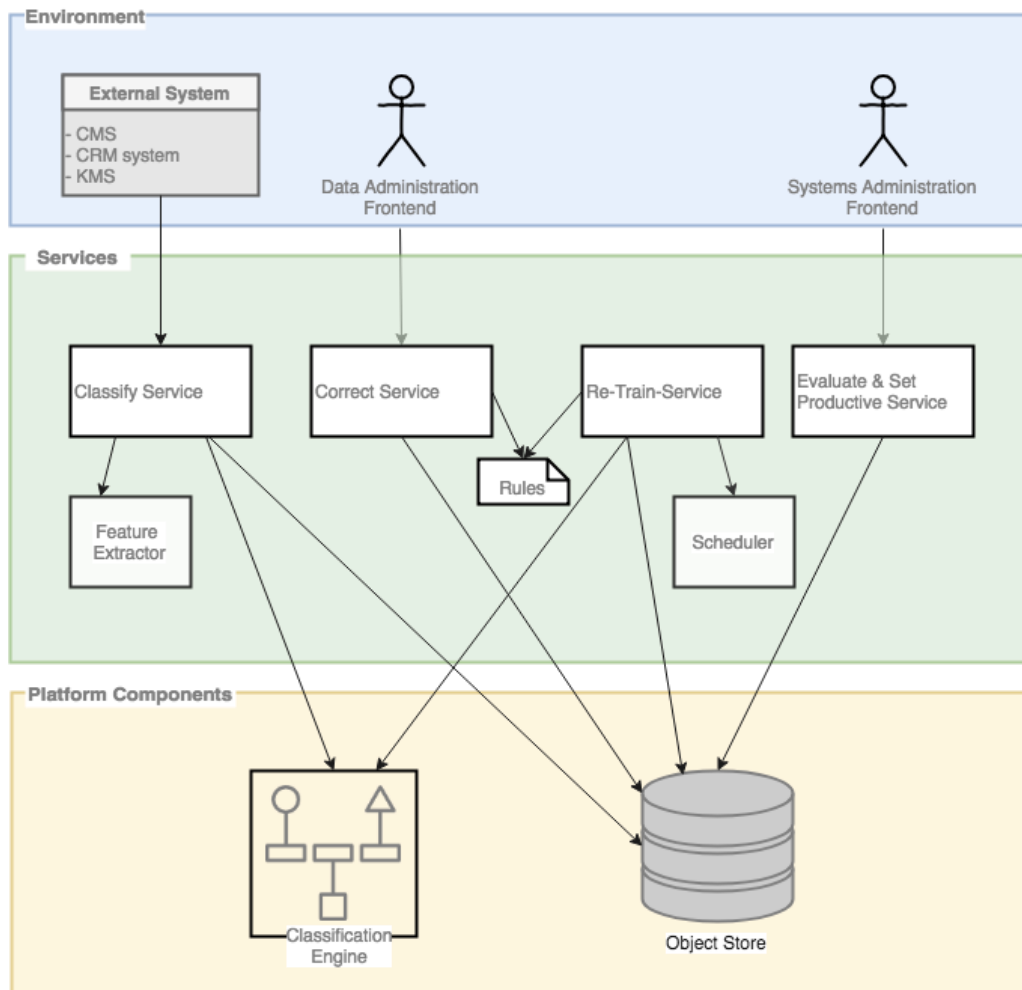 Environment
External System
- CMS
- CRM system
- KMS
Data Administration
Frontend
Systems Administration
Frontend
Services
Classify Service
Correct Service
Re-Train-Service
Evaluate & Set
Productive Service
Rules
Feature
Extractor
Scheduler
Platform Components
Classification
Engine
Object Store